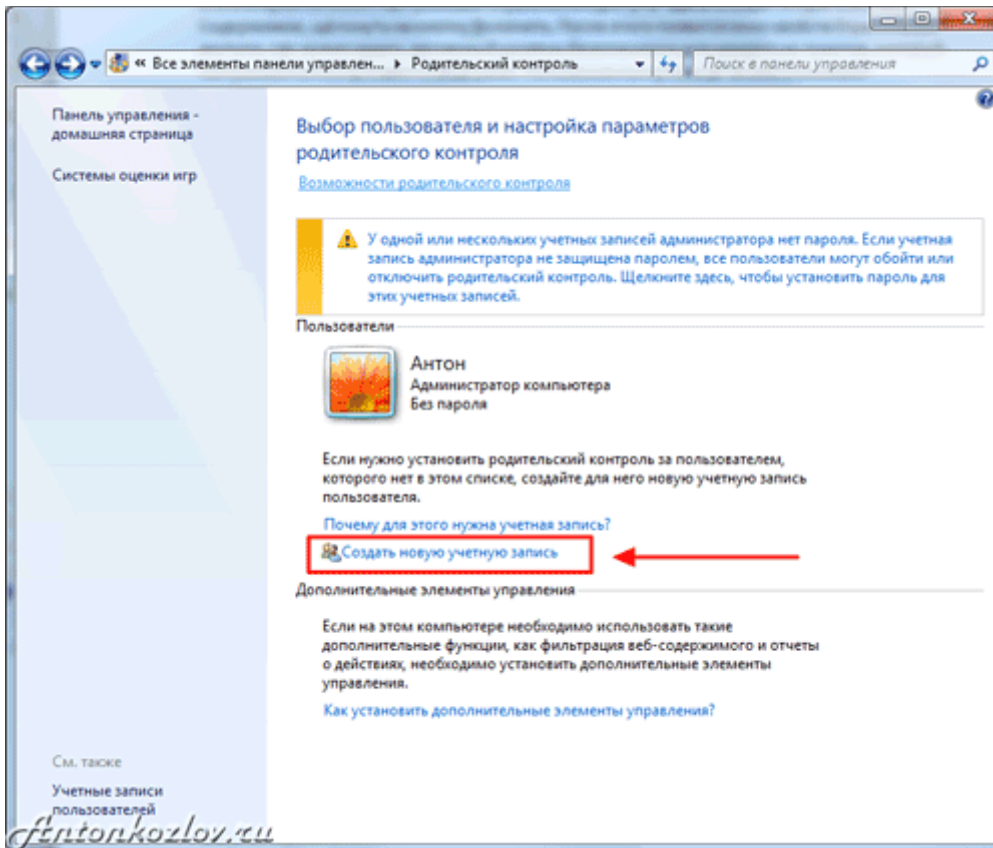 « Все элементы панели управлен... ▸ Родительский контроль
Поиск в панели управления
Панель управления -
домашняя страница
Системы оценки игр
Выбор пользователя и настройка параметров
родительского контроля
Возможности родительского контроля
У одной или нескольких учетных записей администратора нет пароля. Если учетная
запись администратора не защищена паролем, все пользователи могут обойти или
отключить родительский контроль. Щелкните здесь, чтобы установить пароль для
этих учетных записей.
Пользователи
Антон
Администратор компьютера
Без пароля
Если нужно установить родительский контроль за пользователем,
которого нет в этом списке, создайте для него новую учетную запись
пользователя.
Почему для этого нужна учетная запись?
Создать новую учетную запись
Дополнительные элементы управления
Если на этом компьютере необходимо использовать такие
дополнительные функции, как фильтрация веб-содержимого и отчеты
о действиях, необходимо установить дополнительные элементы
управления.
Как установить дополнительные элементы управления?
См. также
Учетные записи
пользователей
Antonkozlov.ru